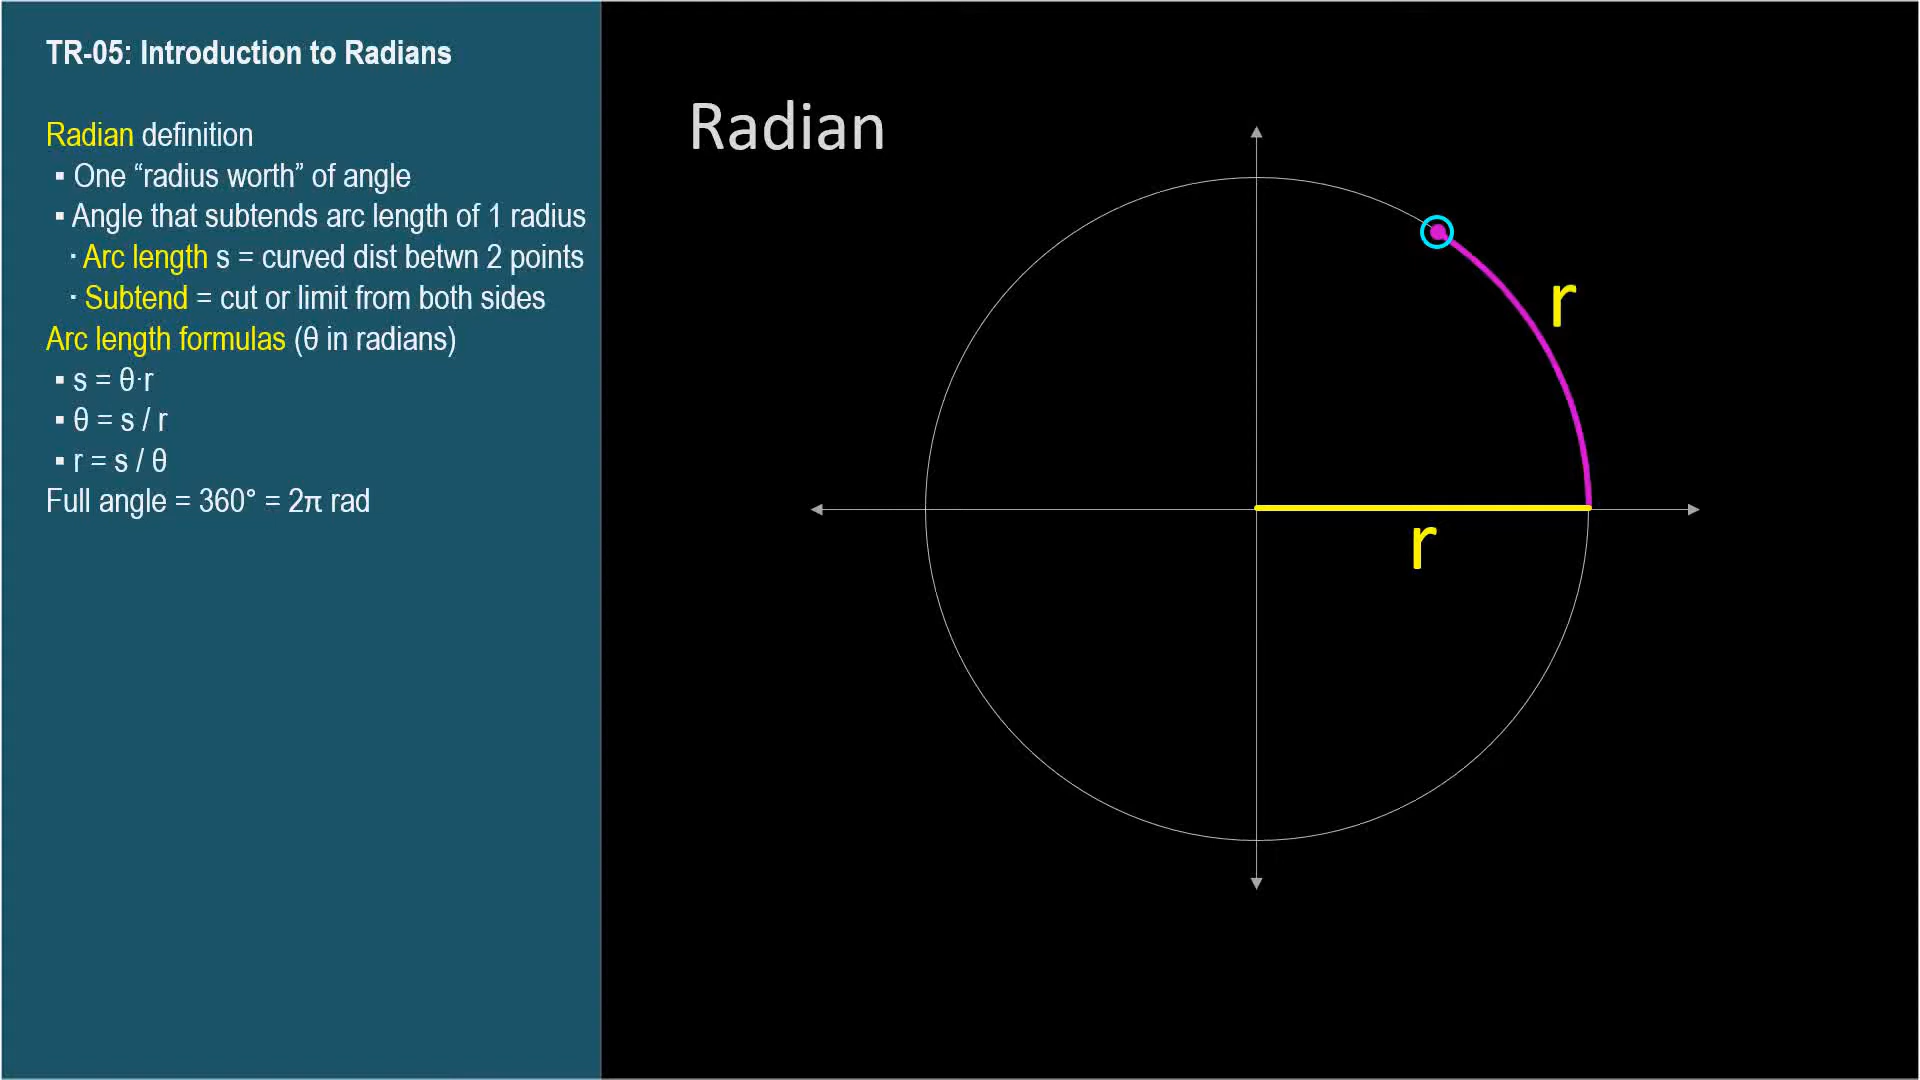 TR-05: Introduction to Radians
Radian definition
▪ One “radius worth” of angle
▪ Angle that subtends arc length of 1 radius
· Arc length s = curved dist betwn 2 points
· Subtend = cut or limit from both sides
Arc length formulas (θ in radians)
▪ s = θ·r
▪ θ = s / r
▪ r = s / θ
Full angle = 360° = 2π rad
Radian
r
r